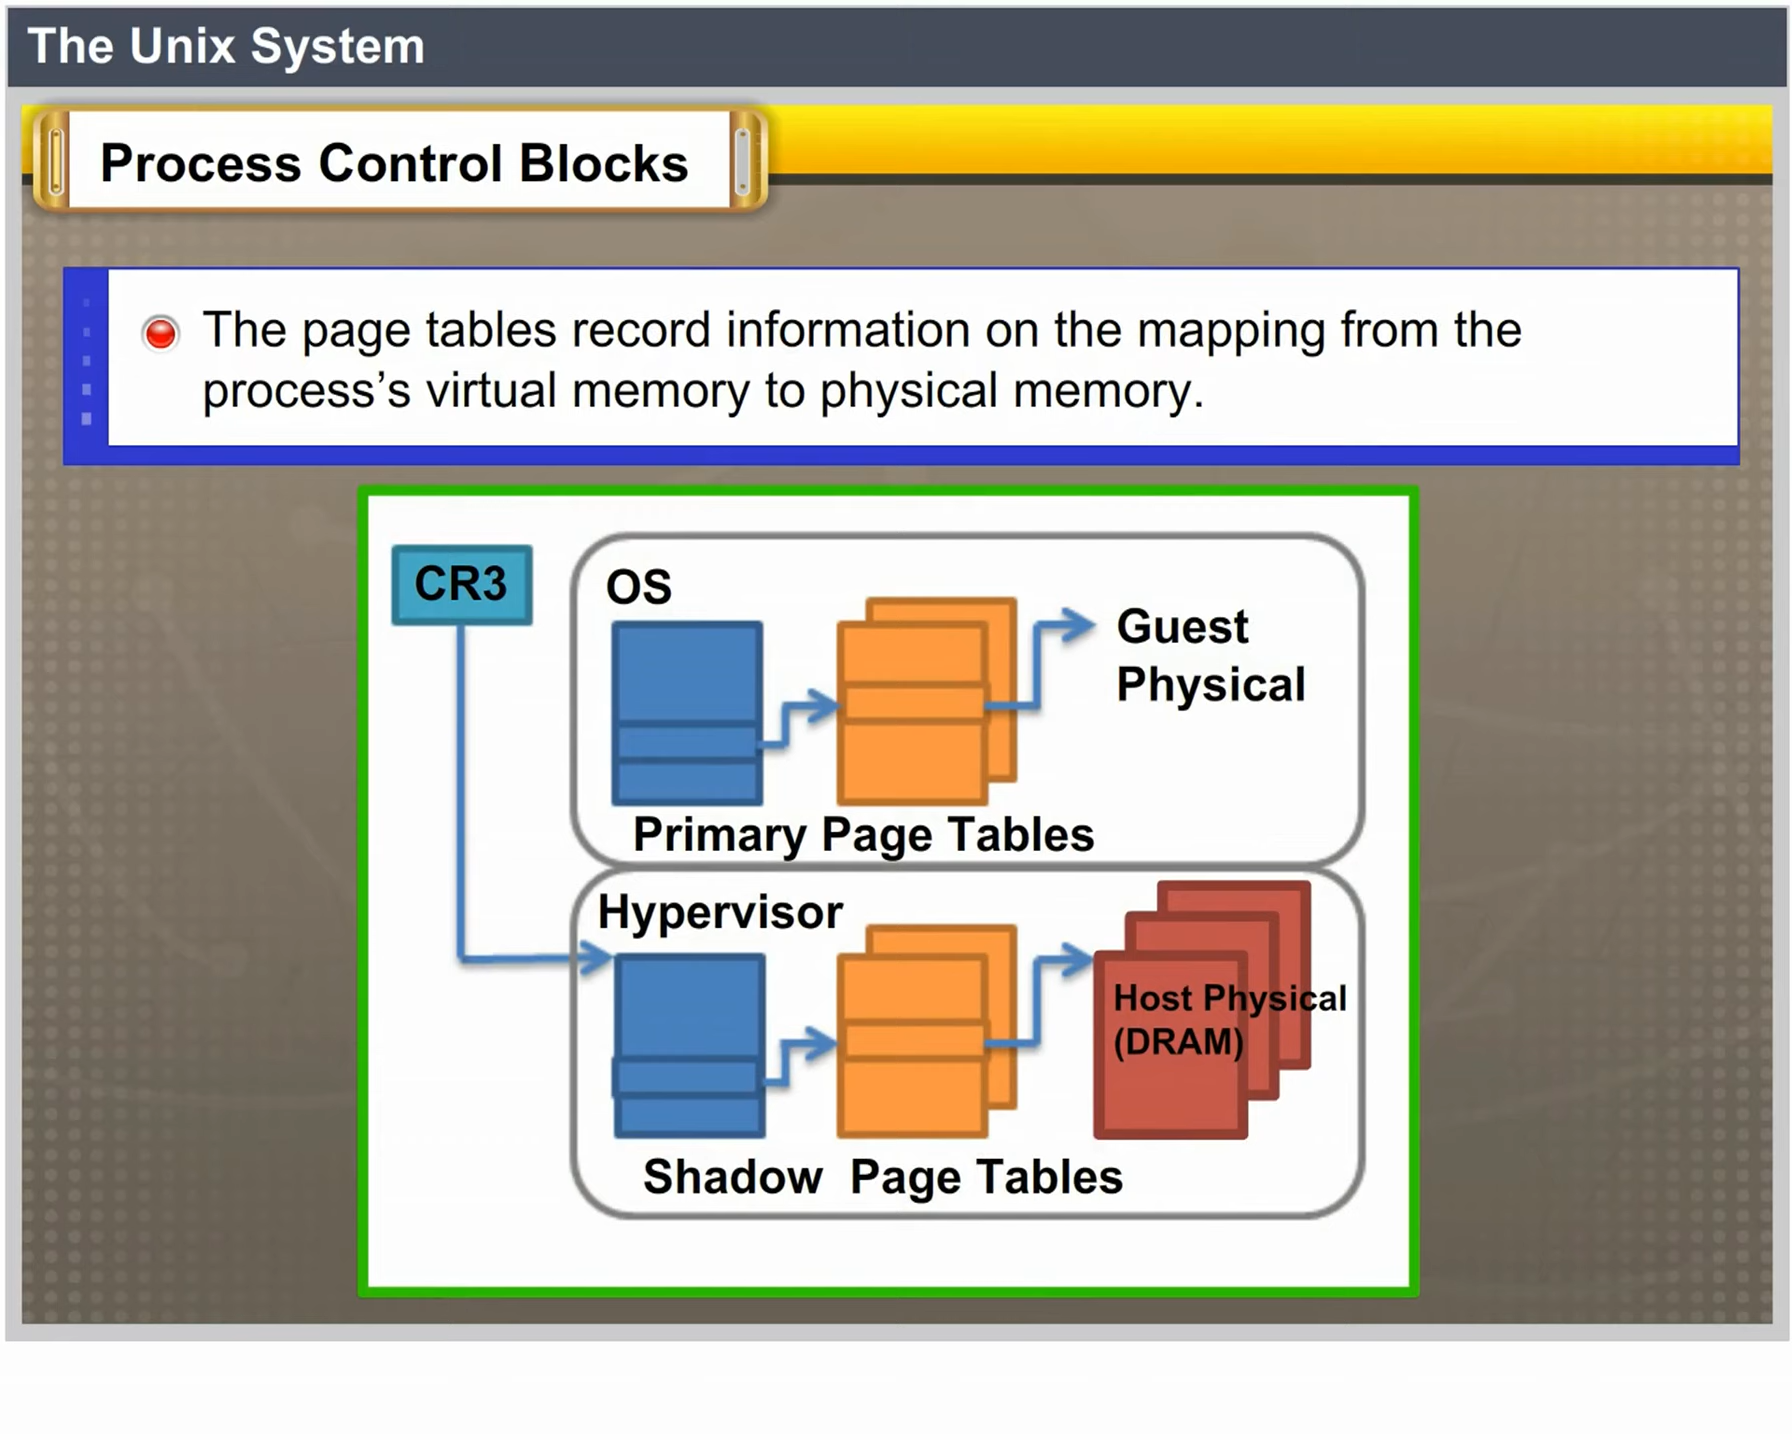 The Unix System
Process Control Blocks
The page tables record information on the mapping from the
process’s virtual memory to physical memory.
CR3
OS
Guest
Physical
Primary Page Tables
Hypervisor
Host Physical
(DRAM)
Shadow Page Tables